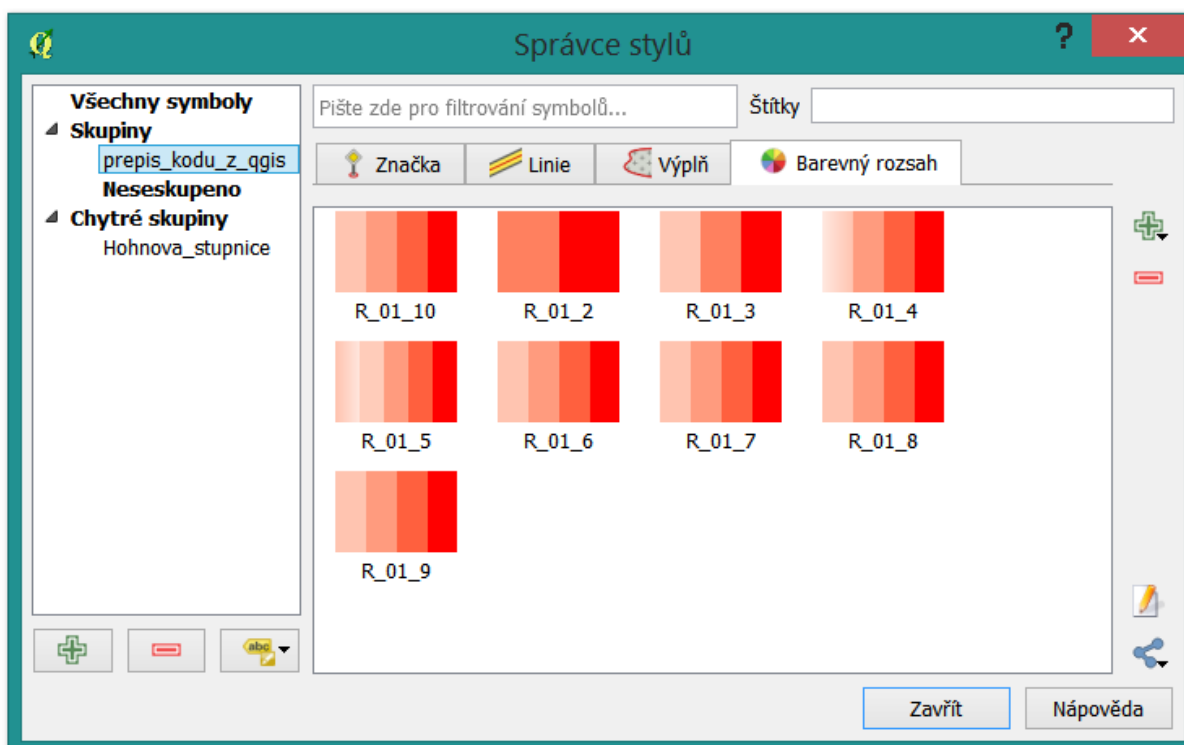 Správce stylů
?
Všechny symboly
Skupiny
prepis_kodu_z_qgis
Neseskupeno
Chytré skupiny
Hohnova_stupnice
Pište zde pro filtrování symbolů...
Štítky
Značka
Linie
Výplň
Barevný rozsah
R_01_10
R_01_2
R_01_3
R_01_4
R_01_5
R_01_6
R_01_7
R_01_8
R_01_9
abc
Zavřít
Nápověda